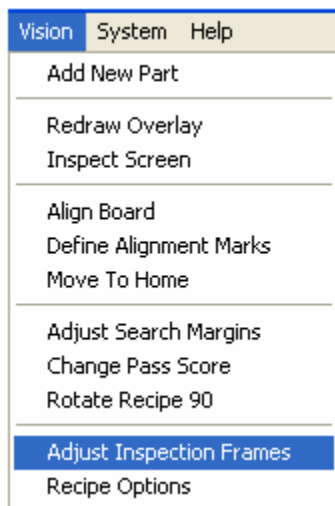 Vision System Help
Add New Part
Redraw Overlay
Inspect Screen
Align Board
Define Alignment Marks
Move To Home
Adjust Search Margins
Change Pass Score
Rotate Recipe 90
Adjust Inspection Frames
Recipe Options